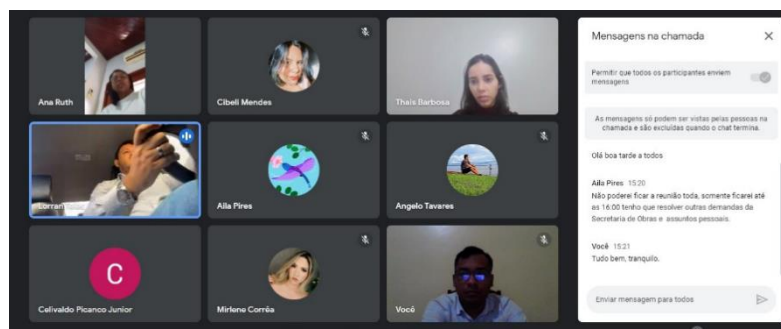 Ana Ruth
Cibeli Mendes
Thais Barbosa
Lorran
Aila Pires
Angelo Tavares
C
Celivaldo Picanco Junior
Mirlene Corrêa
Você
Mensagens na chamada
Permitir que todos os participantes enviem
mensagens
As mensagens só podem ser vistas pelas pessoas na
chamada e são excluídas quando o chat termina.
Olá boa tarde a todos
Aila Pires 15:20
Não poderei ficar a reunião toda, somente ficarei até
as 16:00 tenho que resolver outras demandas da
Secretaria de Obras e assuntos pessoais.
Você 15:21
Tudo bem, tranquilo.
Enviar mensagem para todos